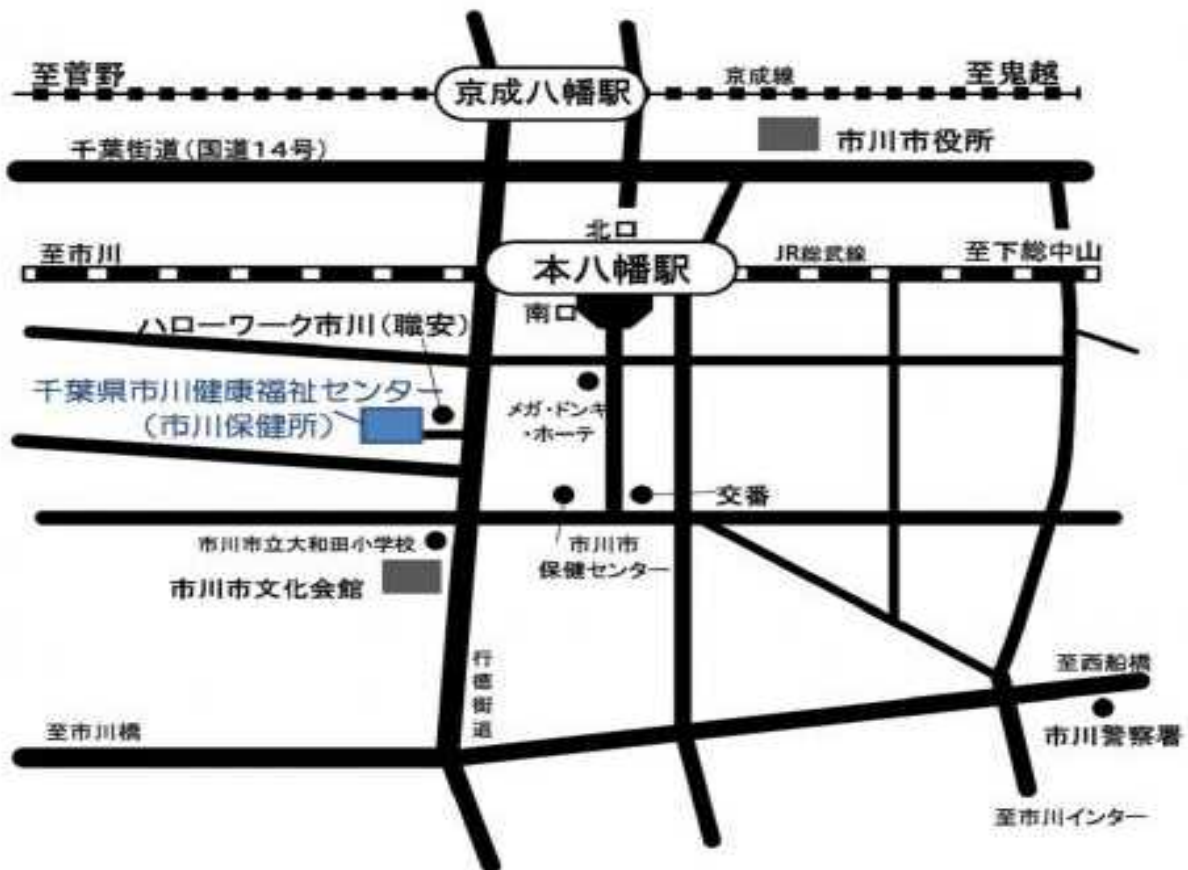 至菅野
京成八幡駅
京成線
至鬼越
市川市役所
千葉街道(国道14号)
北口
至市川
本八幡駅
JR総武線
至下総中山
南口
ハローワーク市川(職安)
千葉県市川健康福祉センター
(市川保健所)
メガ・ドンキ
・ホーテ
交番
市川市立大和田小学校
市川市
保健センター
市川市文化会館
行徳街道
至西船橋
至市川橋
市川警察署
至市川インター